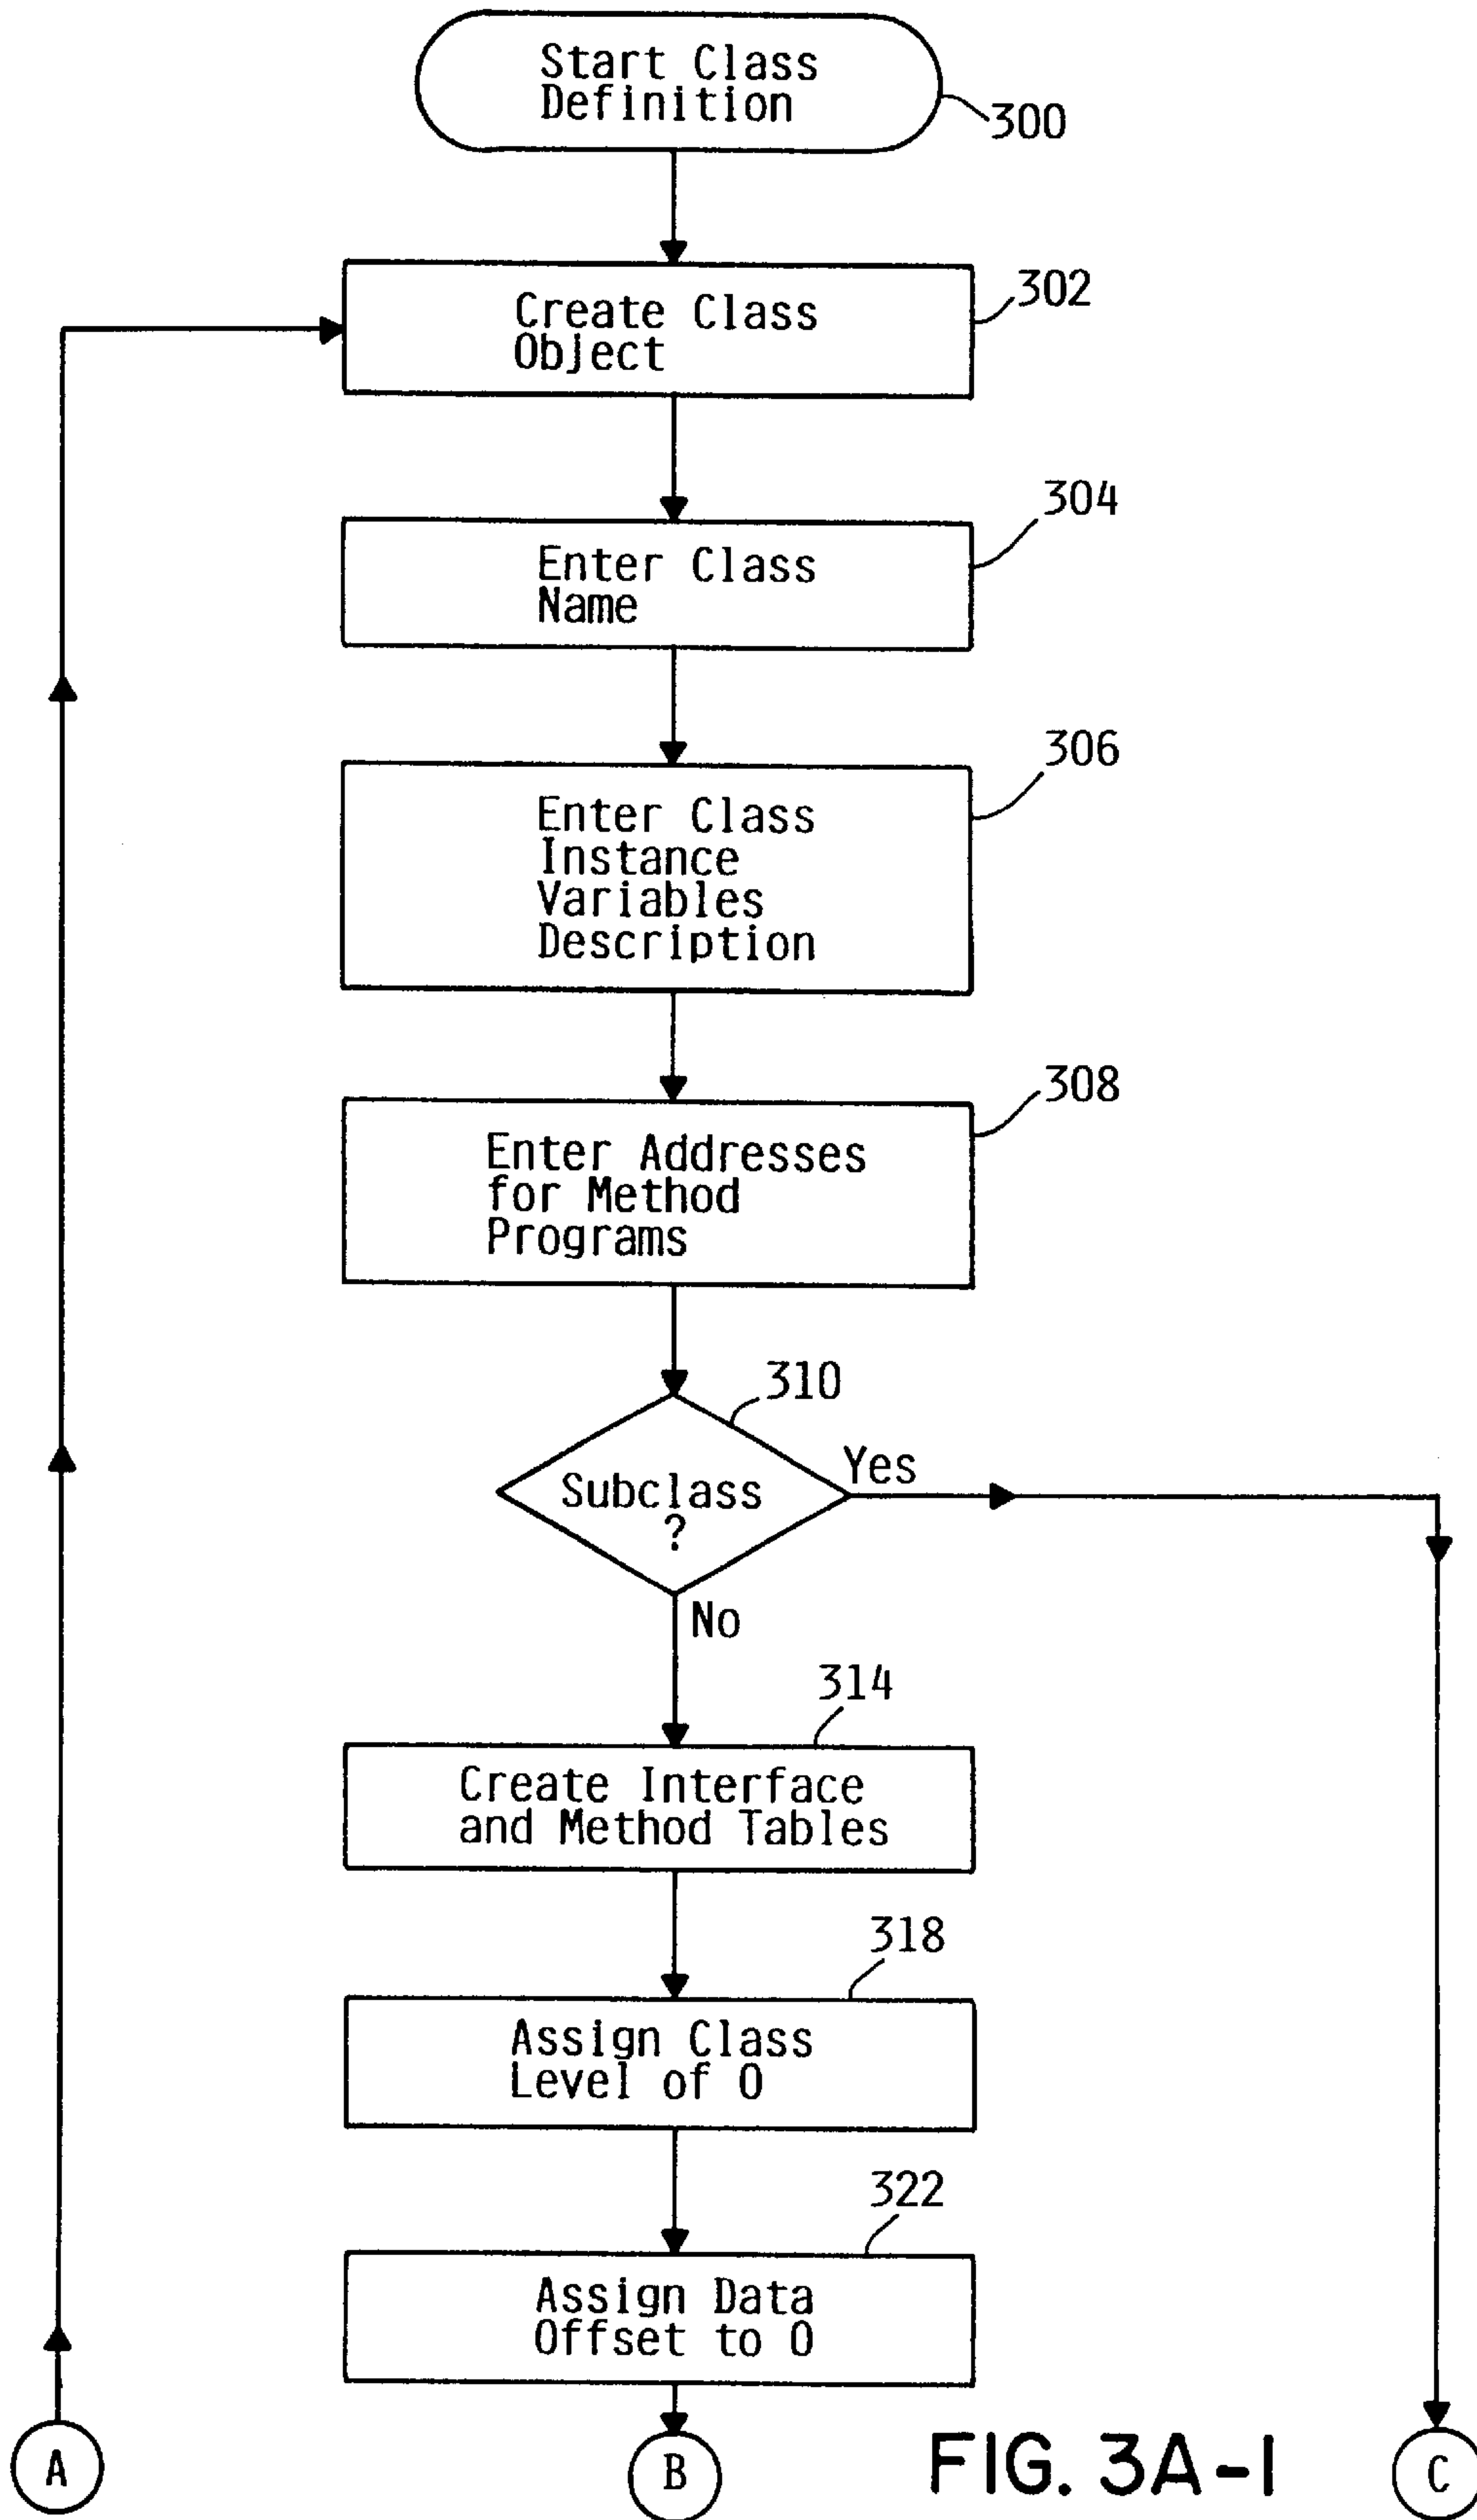 Start Class
Definition
300
Create Class
Object
302
Enter Class
Name
304
Enter Class
Instance
Variables
Description
306
Enter Addresses
for Method
Programs
308
310
Subclass
?
Yes
No
314
Create Interface
and Method Tables
318
Assign Class
Level of 0
322
Assign Data
Offset to 0
A
B
FIG. 3A-1
C